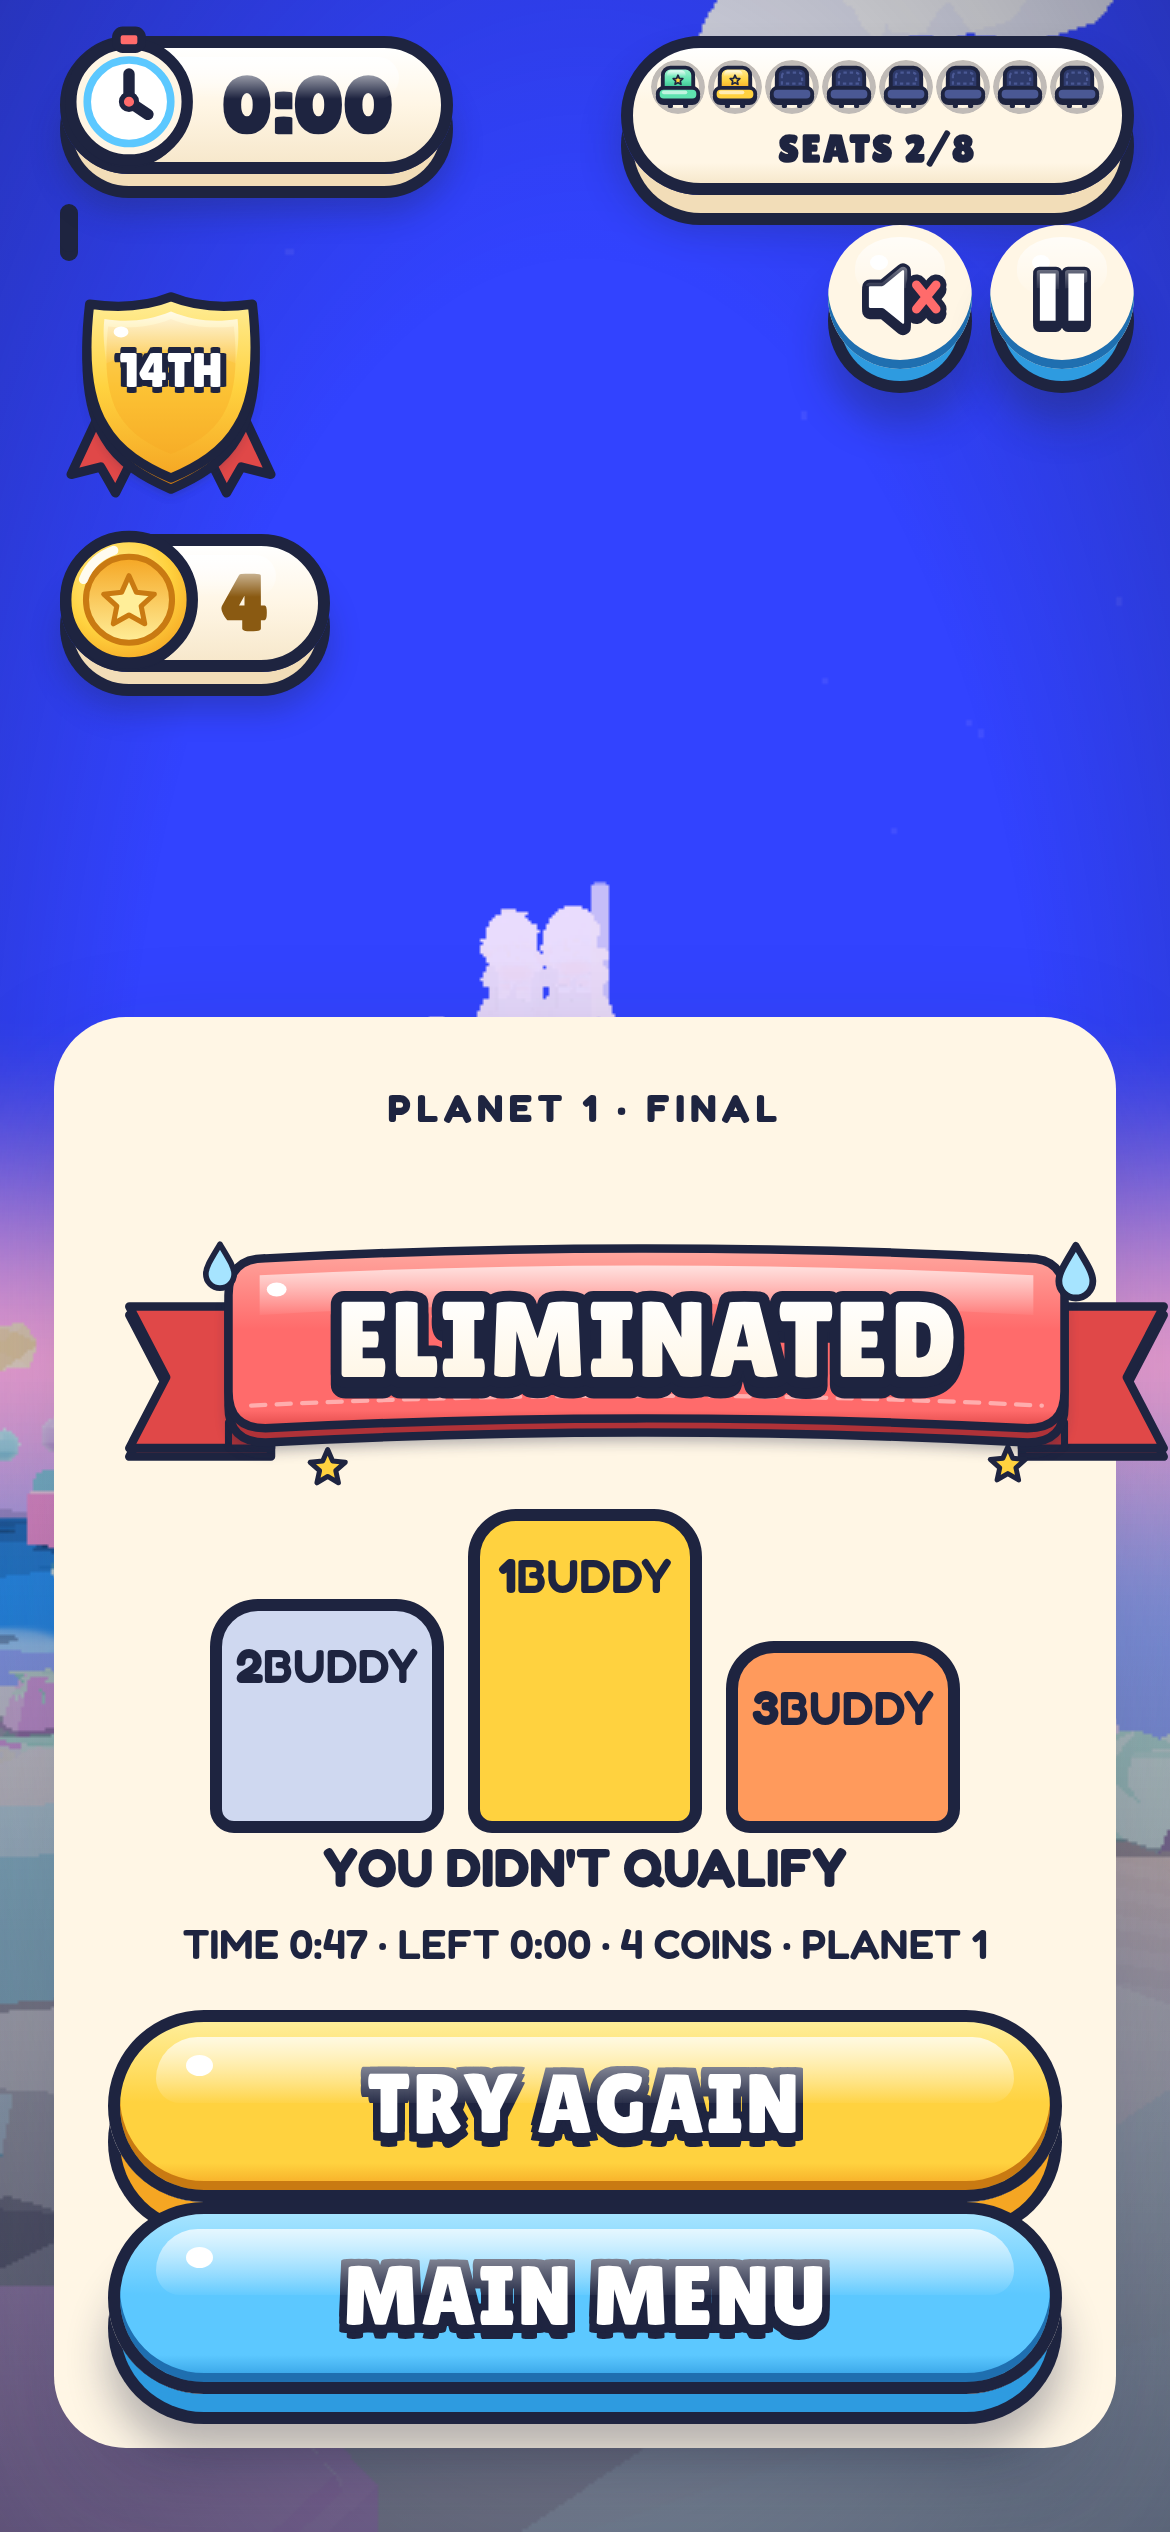 0:00
SEATS 2/8
14TH
4
PLANET 1 · FINAL
ELIMINATED
1BUDDY
2BUDDY
3BUDDY
YOU DIDN'T QUALIFY
TIME 0:47 · LEFT 0:00 · 4 COINS · PLANET 1
TRY AGAIN
MAIN MENU